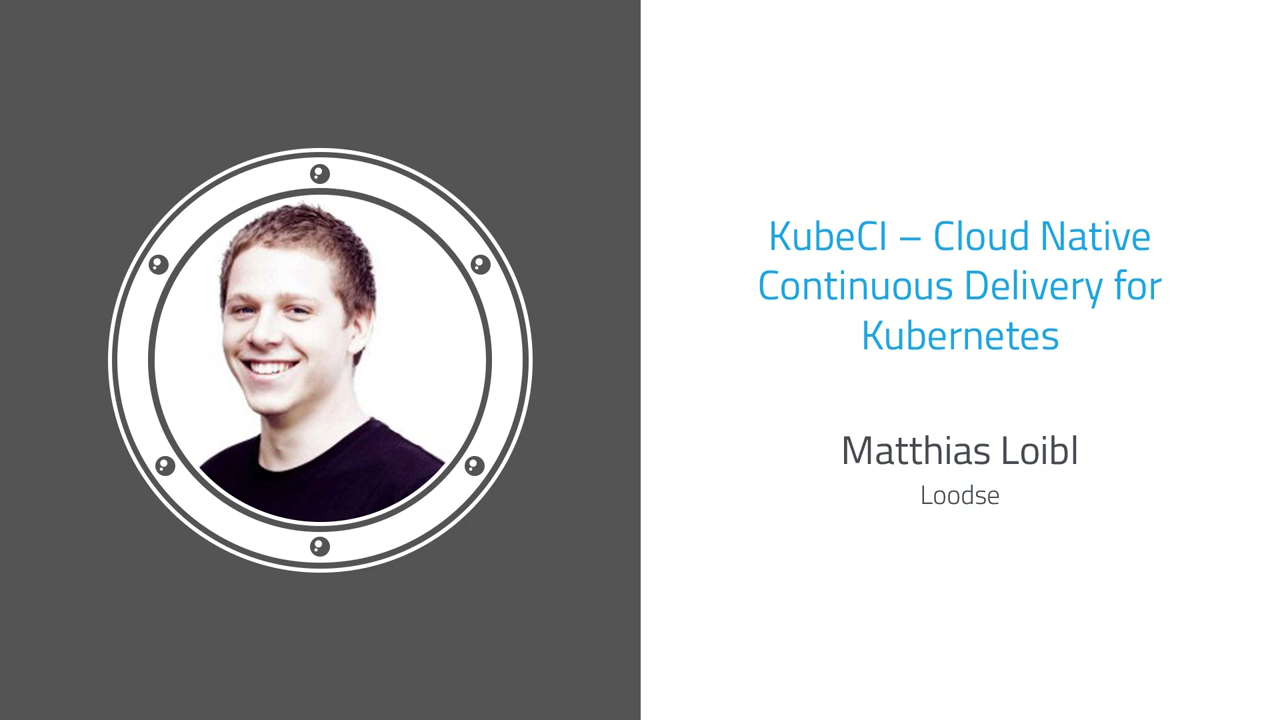 KubeCI – Cloud Native
Continuous Delivery for
Kubernetes
Matthias Loibl
Loodse